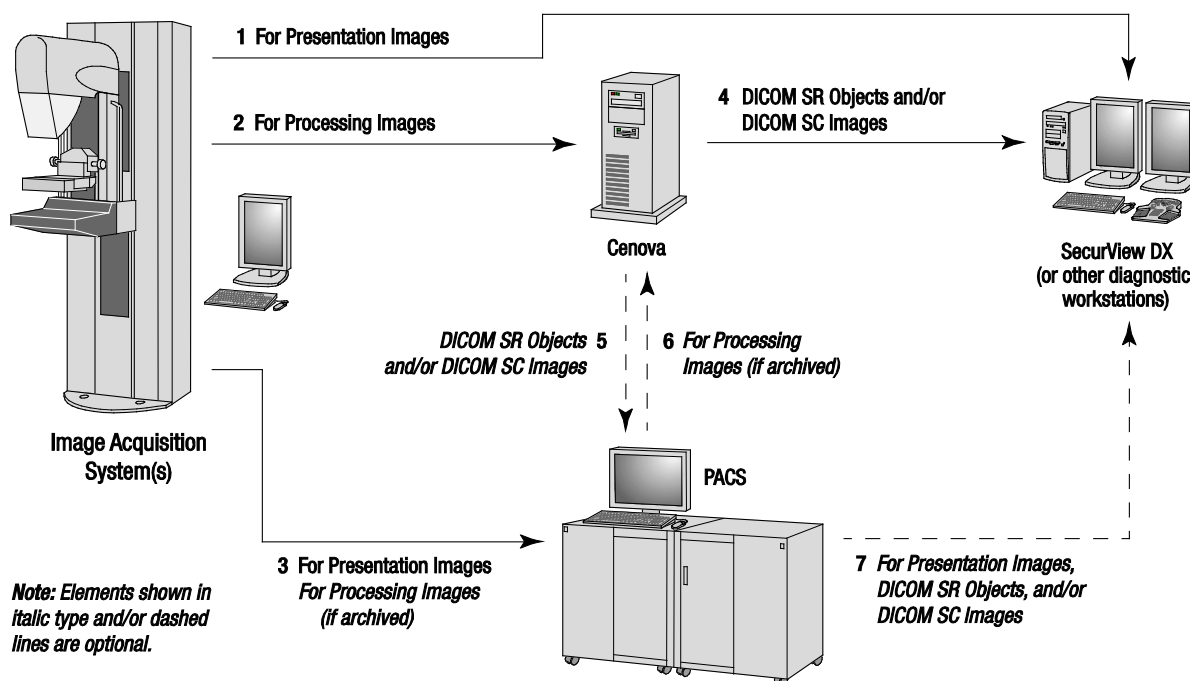 1 For Presentation Images
2 For Processing Images
4 DICOM SR Objects and/or
DICOM SC Images
Cenova
SecurView DX
(or other diagnostic
workstations)
DICOM SR Objects 5
and/or DICOM SC Images
6 For Processing
Images (if archived)
Image Acquisition
System(s)
PACS
3 For Presentation Images
For Processing Images
(if archived)
7 For Presentation Images,
DICOM SR Objects, and/or
DICOM SC Images
Note: Elements shown in
italic type and/or dashed
lines are optional.